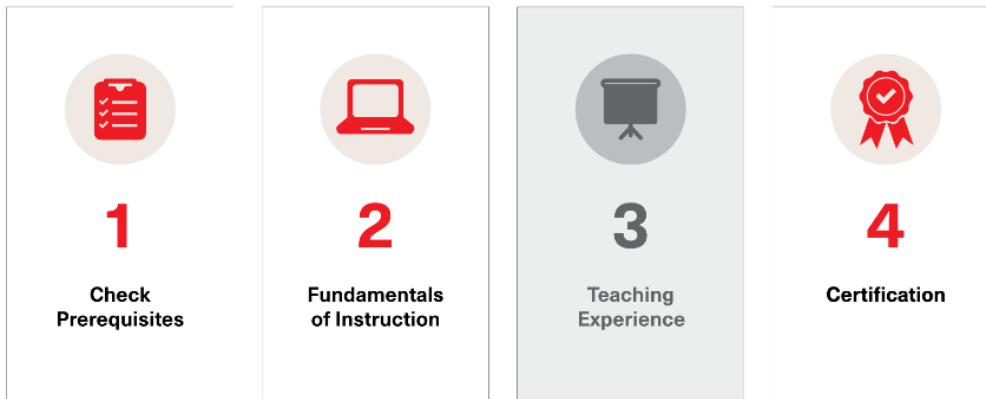 1
Check
Prerequisites
2
Fundamentals
of Instruction
3
Teaching
Experience
4
Certification